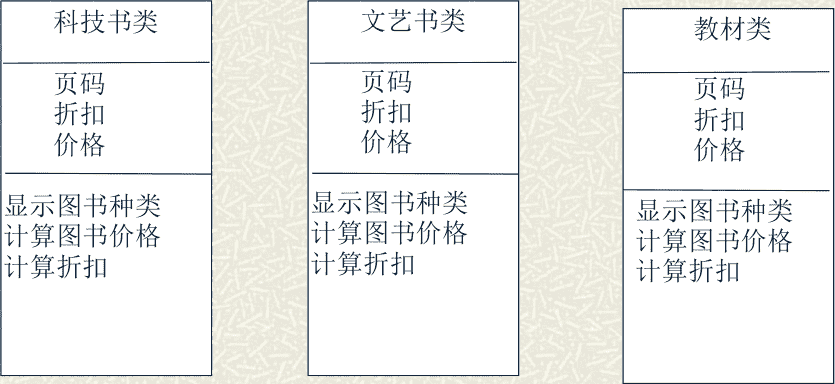 科技书类
页码
折扣
价格
显示图书种类
计算图书价格
计算折扣
文艺书类
页码
折扣
价格
显示图书种类
计算图书价格
计算折扣
教材类
页码
折扣
价格
显示图书种类
计算图书价格
计算折扣